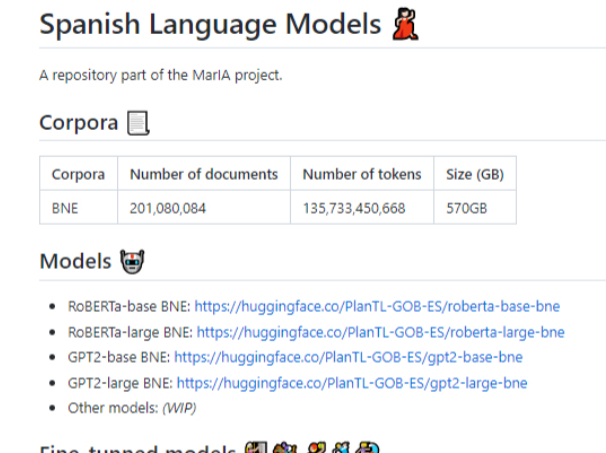 Spanish Language Models 💃
A repository part of the MarIA project.
Corpora 📃
Corpora Number of documents Number of tokens Size (GB)
BNE 201,080,084 135,733,450,668 570GB
Models 🤖
• RoBERTa-base BNE: https://huggingface.co/PlanTL-GOB-ES/roberta-base-bne
• RoBERTa-large BNE: https://huggingface.co/PlanTL-GOB-ES/roberta-large-bne
• GPT2-base BNE: https://huggingface.co/PlanTL-GOB-ES/gpt2-base-bne
• GPT2-large BNE: https://huggingface.co/PlanTL-GOB-ES/gpt2-large-bne
• Other models: (WIP)
Fine-tunned models